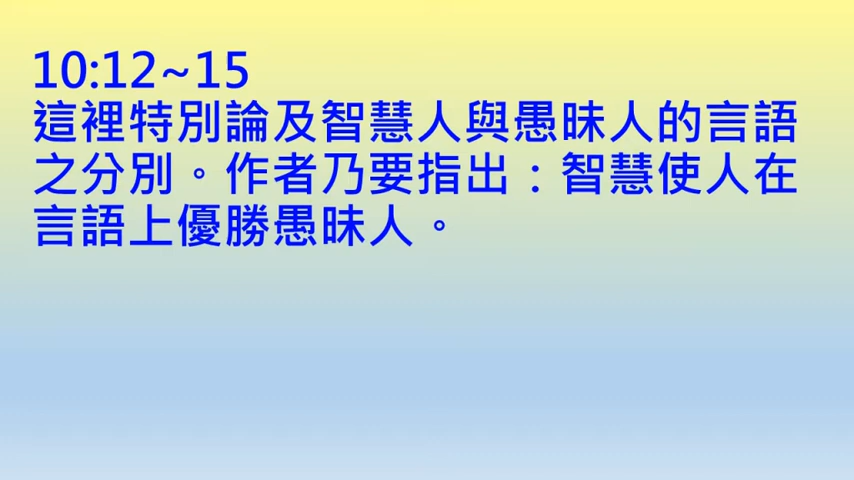 10:12~15
這裡特別論及智慧人與愚昧人的言語
之分別。作者乃要指出：智慧使人在
言語上優勝愚昧人。